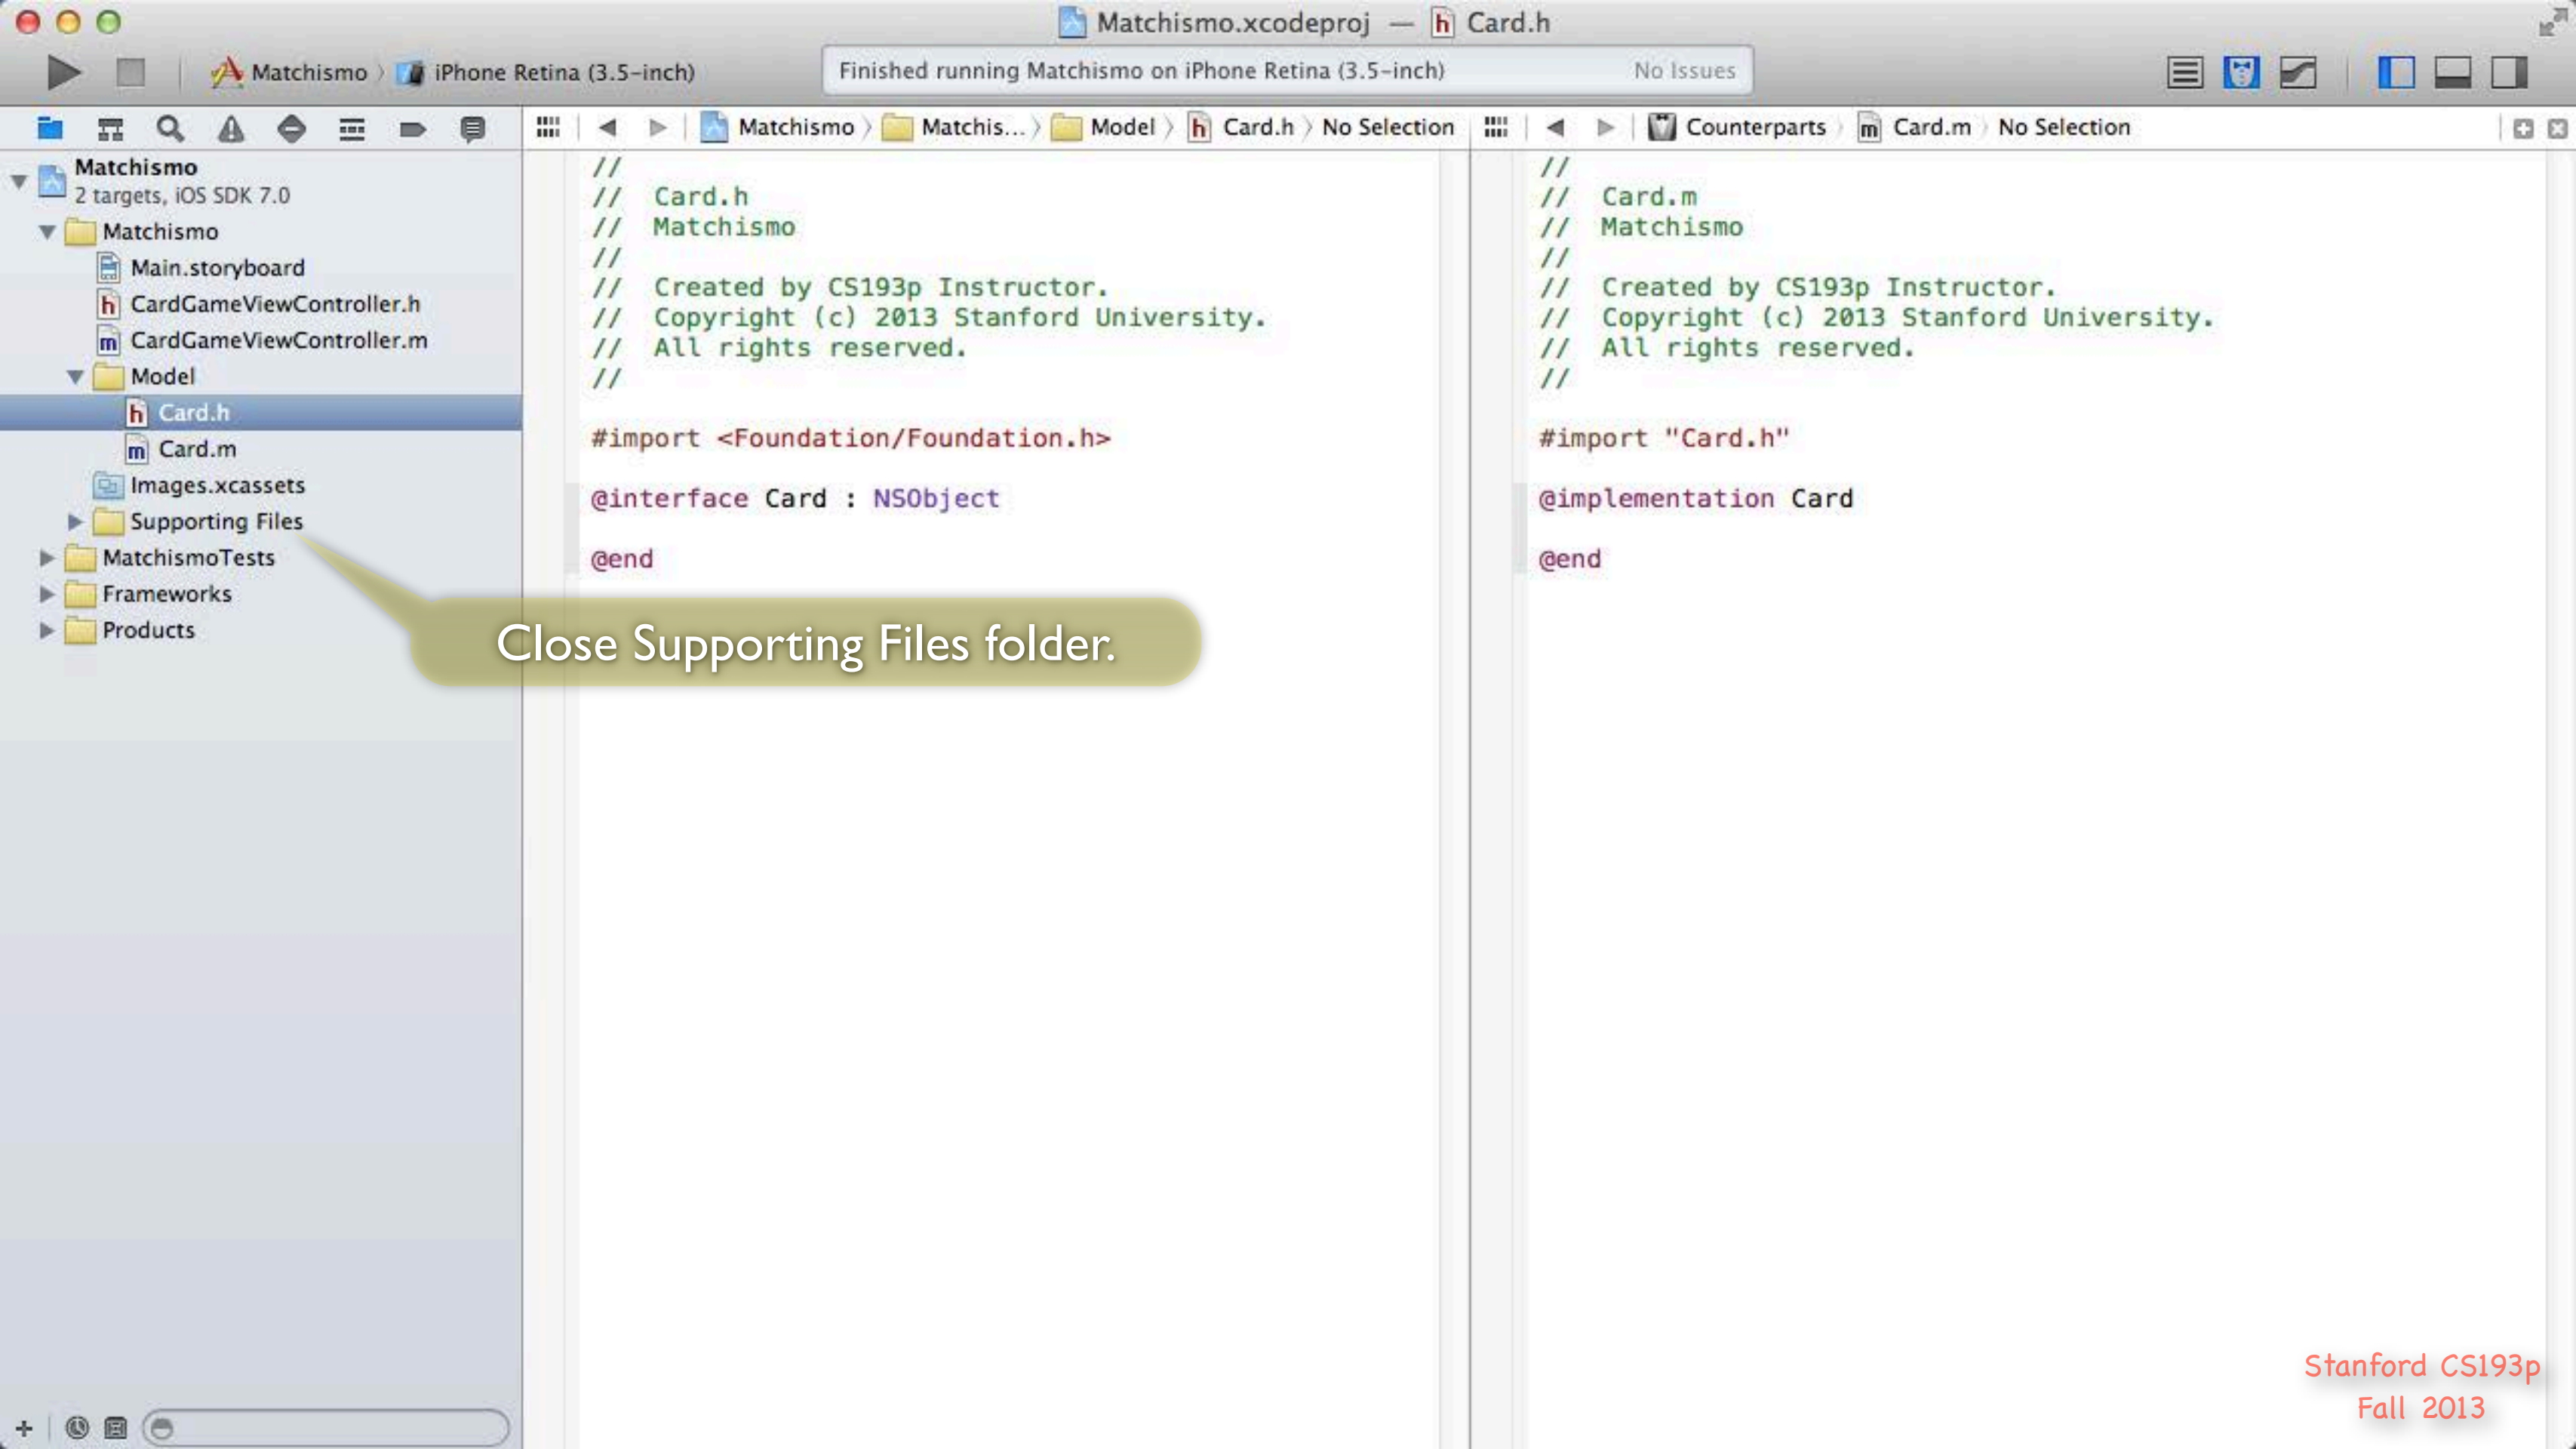 Matchismo.xcodeproj — h Card.h
Matchismo 〉 iPhone Retina (3.5-inch)
Finished running Matchismo on iPhone Retina (3.5-inch) No Issues
Matchismo 〉 Matchis... 〉 Model 〉 h Card.h 〉 No Selection
Counterparts 〉 m Card.m 〉 No Selection
Matchismo
2 targets, iOS SDK 7.0
Matchismo
Main.storyboard
h CardGameViewController.h
m CardGameViewController.m
Model
h Card.h
m Card.m
Images.xcassets
Supporting Files
MatchismoTests
Frameworks
Products
//
// Card.h
// Matchismo
//
// Created by CS193p Instructor.
// Copyright (c) 2013 Stanford University.
// All rights reserved.
//
#import <Foundation/Foundation.h>
@interface Card : NSObject
@end
//
// Card.m
// Matchismo
//
// Created by CS193p Instructor.
// Copyright (c) 2013 Stanford University.
// All rights reserved.
//
#import "Card.h"
@implementation Card
@end
Close Supporting Files folder.
Stanford CS193p
Fall 2013